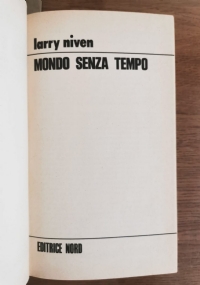 larry niven
MONDO SENZA TEMPO
EDITRICE NORD